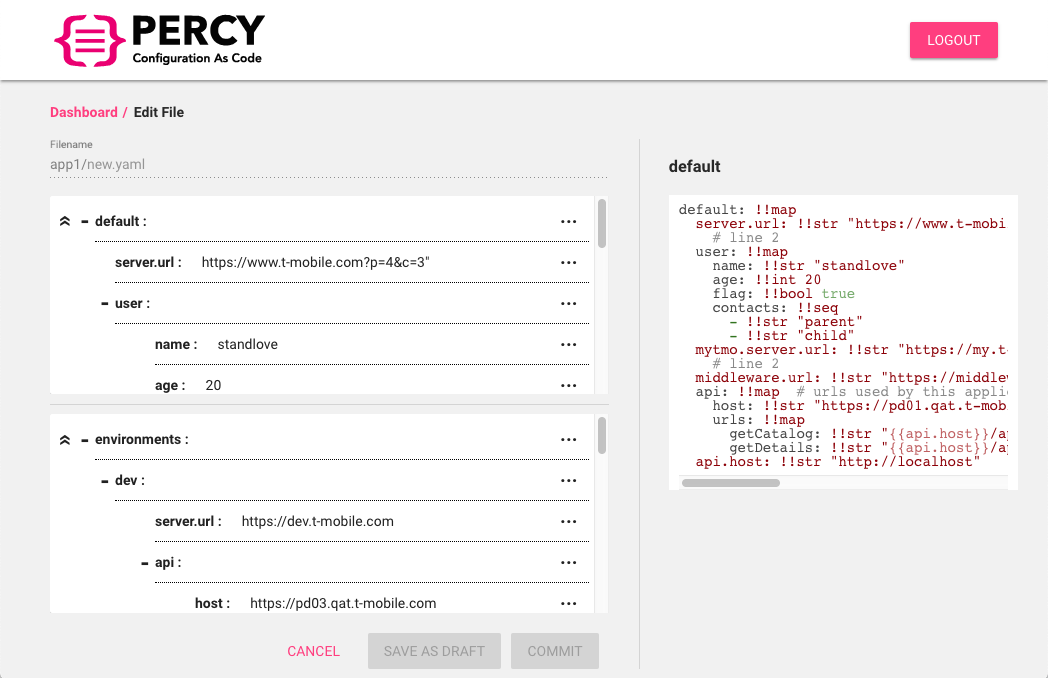 PERCY
Configuration As Code
LOGOUT
Dashboard / Edit File
Filename
app1/new.yaml
default :
server.url : https://www.t-mobile.com?p=4&c=3"
user :
name : standlove
age : 20
environments :
dev :
server.url : https://dev.t-mobile.com
api :
host : https://pd03.qat.t-mobile.com
CANCEL
SAVE AS DRAFT
COMMIT
default
default: !!map
server.url: !!str "https://www.t-mobi
# line 2
user: !!map
name: !!str "standlove"
age: !!int 20
flag: !!bool true
contacts: !!seq
- !!str "parent"
- !!str "child"
mytmo.server.url: !!str "https://my.t-
# line 2
middleware.url: !!str "https://middlew
api: !!map # urls used by this applic
host: !!str "https://pd01.qat.t-mob
urls: !!map
getCatalog: !!str "{{api.host}}/ap
getDetails: !!str "{{api.host}}/ap
api.host: !!str "http://localhost"